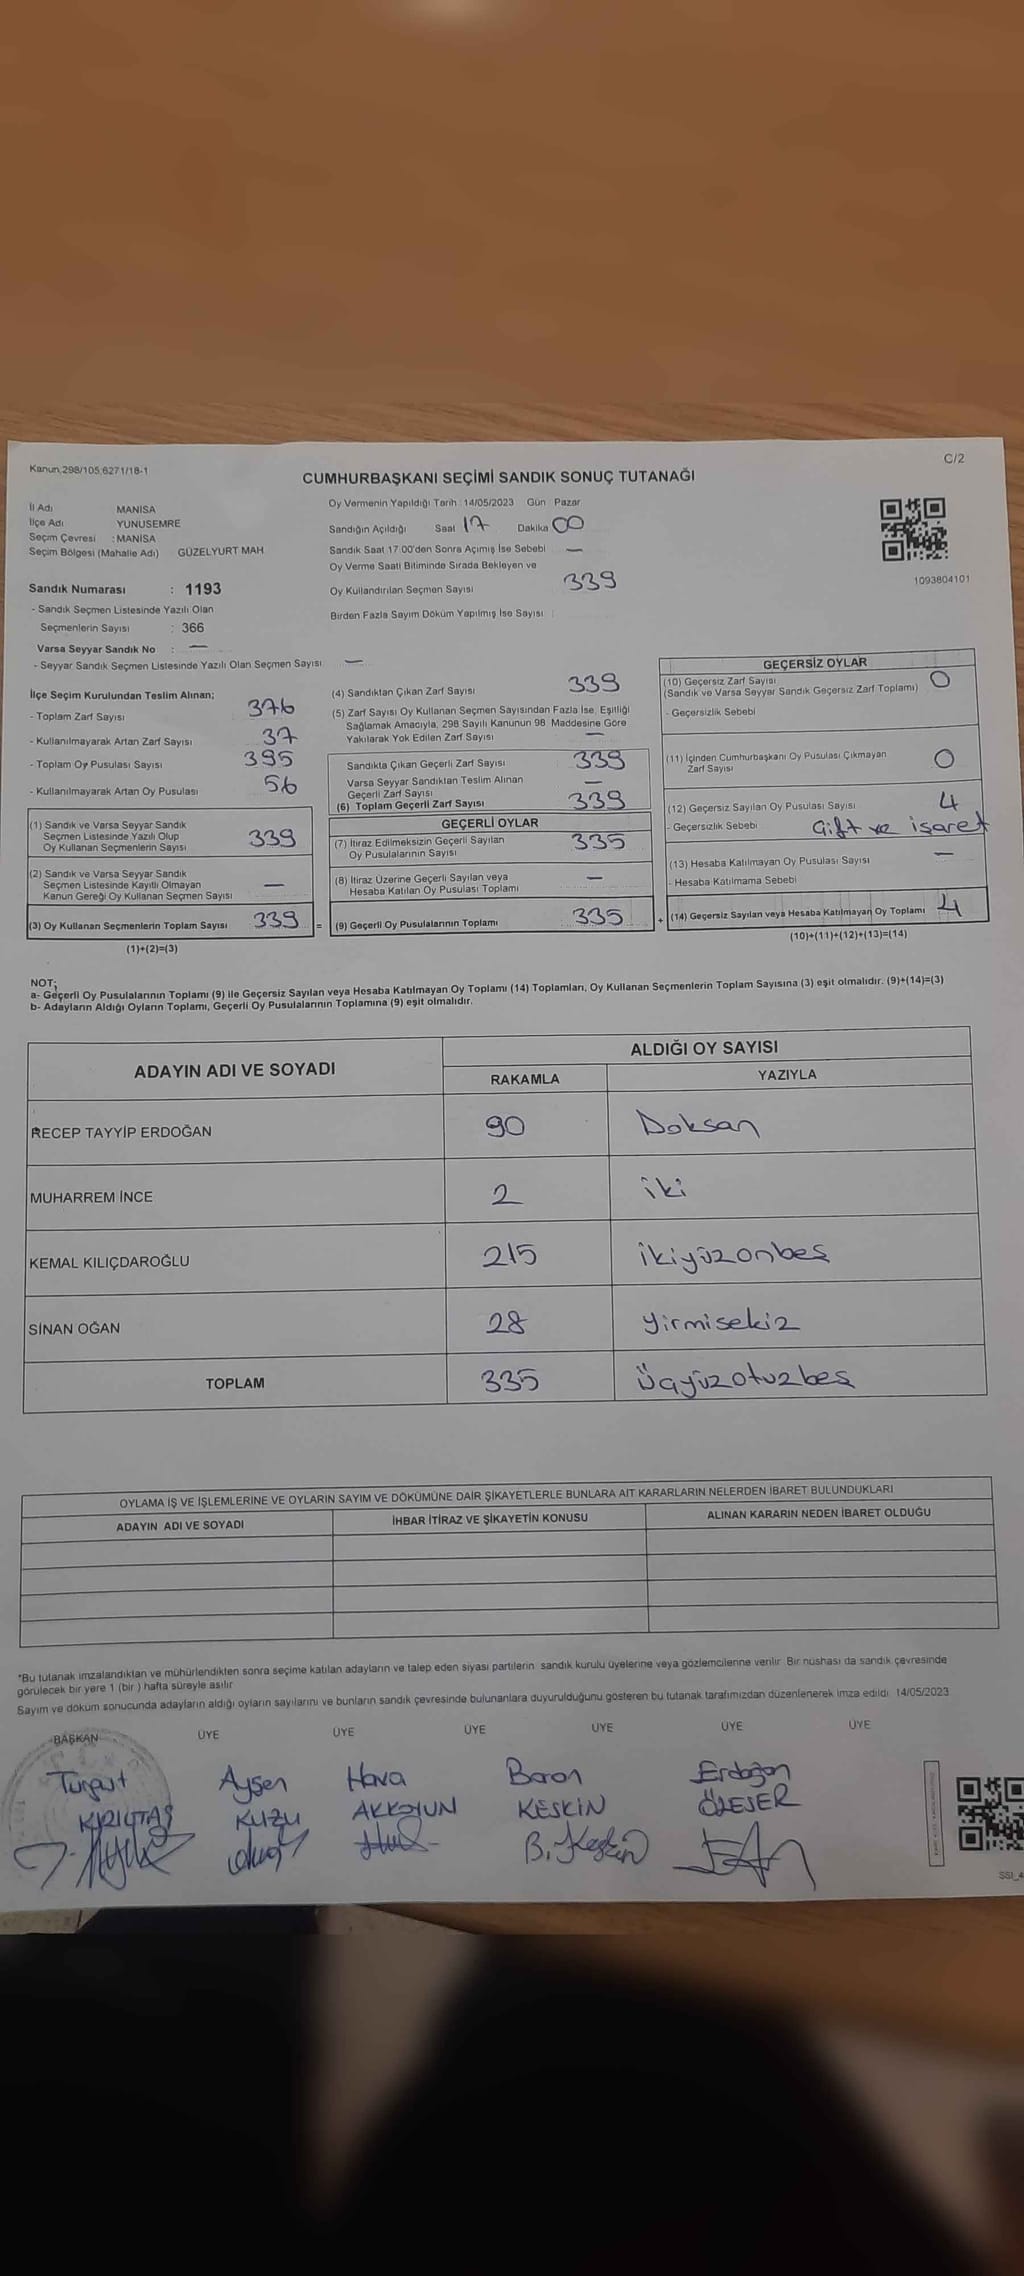 Kanun,298/105,6271/18-1
C/2
CUMHURBAŞKANI SEÇİMİ SANDIK SONUÇ TUTANAĞI
İl Adı MANİSA
İlçe Adı YUNUSEMRE
Seçim Çevresi : MANİSA
Seçim Bölgesi (Mahalle Adı) GÜZELYURT MAH
Sandık Numarası : 1193
- Sandık Seçmen Listesinde Yazılı Olan
Seçmenlerin Sayısı : 366
Varsa Seyyar Sandık No : —
- Seyyar Sandık Seçmen Listesinde Yazılı Olan Seçmen Sayısı —
Oy Vermenin Yapıldığı Tarih : 14/05/2023 Gün Pazar
Sandığın Açıldığı Saat 17 Dakika 00
Sandık Saat 17:00'den Sonra Açımış İse Sebebi —
Oy Verme Saati Bitiminde Sırada Bekleyen ve
Oy Kullandırılan Seçmen Sayısı 339
Birden Fazla Sayım Döküm Yapılmış İse Sayısı :
1093804101
İlçe Seçim Kurulundan Teslim Alınan;
- Toplam Zarf Sayısı 376
- Kullanılmayarak Artan Zarf Sayısı 37
- Toplam Oy Pusulası Sayısı 395
- Kullanılmayarak Artan Oy Pusulası 56
(1) Sandık ve Varsa Seyyar Sandık
Seçmen Listesinde Yazılı Olup
Oy Kullanan Seçmenlerin Sayısı 339
(2) Sandık ve Varsa Seyyar Sandık
Seçmen Listesinde Kayıtlı Olmayan
Kanun Gereği Oy Kullanan Seçmen Sayısı —
(3) Oy Kullanan Seçmenlerin Toplam Sayısı 339 =
(1)+(2)=(3)
(4) Sandıktan Çıkan Zarf Sayısı 339
(5) Zarf Sayısı Oy Kullanan Seçmen Sayısından Fazla İse, Eşitliği
Sağlamak Amacıyla, 298 Sayılı Kanunun 98. Maddesine Göre
Yakılarak Yok Edilen Zarf Sayısı —
Sandıkta Çıkan Geçerli Zarf Sayısı 339
Varsa Seyyar Sandıktan Teslim Alınan
Geçerli Zarf Sayısı —
(6) Toplam Geçerli Zarf Sayısı 339
GEÇERLİ OYLAR
(7) İtiraz Edilmeksizin Geçerli Sayılan
Oy Pusulalarının Sayısı 335
(8) İtiraz Üzerine Geçerli Sayılan veya
Hesaba Katılan Oy Pusulası Toplamı —
(9) Geçerli Oy Pusulalarının Toplamı 335 +
GEÇERSİZ OYLAR
(10) Geçersiz Zarf Sayısı 0
(Sandık ve Varsa Seyyar Sandık Geçersiz Zarf Toplamı)
- Geçersizlik Sebebi
(11) İçinden Cumhurbaşkanı Oy Pusulası Çıkmayan
Zarf Sayısı 0
(12) Geçersiz Sayılan Oy Pusulası Sayısı 4
- Geçersizlik Sebebi Çift ve işaret
(13) Hesaba Katılmayan Oy Pusulası Sayısı —
- Hesaba Katılmama Sebebi
(14) Geçersiz Sayılan veya Hesaba Katılmayan Oy Toplamı 4
(10)+(11)+(12)+(13)=(14)
NOT;
a- Geçerli Oy Pusulalarının Toplamı (9) ile Geçersiz Sayılan veya Hesaba Katılmayan Oy Toplamı (14) Toplamları, Oy Kullanan Seçmenlerin Toplam Sayısına (3) eşit olmalıdır. (9)+(14)=(3)
b- Adayların Aldığı Oyların Toplamı, Geçerli Oy Pusulalarının Toplamına (9) eşit olmalıdır.
ADAYIN ADI VE SOYADI ALDIĞI OY SAYISI
RAKAMLA YAZIYLA
RECEP TAYYİP ERDOĞAN 90 Doksan
MUHARREM İNCE 2 iki
KEMAL KILIÇDAROĞLU 215 ikiyüzonbeş
SİNAN OĞAN 28 yirmisekiz
TOPLAM 335 üçyüzotuzbeş
OYLAMA İŞ VE İŞLEMLERİNE VE OYLARIN SAYIM VE DÖKÜMÜNE DAİR ŞİKAYETLERLE BUNLARA AİT KARARLARIN NELERDEN İBARET BULUNDUKLARI
ADAYIN ADI VE SOYADI İHBAR İTİRAZ VE ŞİKAYETİN KONUSU ALINAN KARARIN NEDEN İBARET OLDUĞU
*Bu tutanak imzalandıktan ve mühürlendikten sonra seçime katılan adayların ve talep eden siyasi partilerin sandık kurulu üyelerine veya gözlemcilerine verilir. Bir nüshası da sandık çevresinde
görülecek bir yere 1 (bir) hafta süreyle asılır
Sayım ve döküm sonucunda adayların aldığı oyların sayılarını ve bunların sandık çevresinde bulunanlara duyurulduğunu gösteren bu tutanak tarafımızdan düzenlenerek imza edildi. 14/05/2023
BAŞKAN ÜYE ÜYE ÜYE ÜYE ÜYE ÜYE
Turgut Ayşen Hava Baran Erdoğan
KUZU AKKOYUN KESKİN
B. Keskin